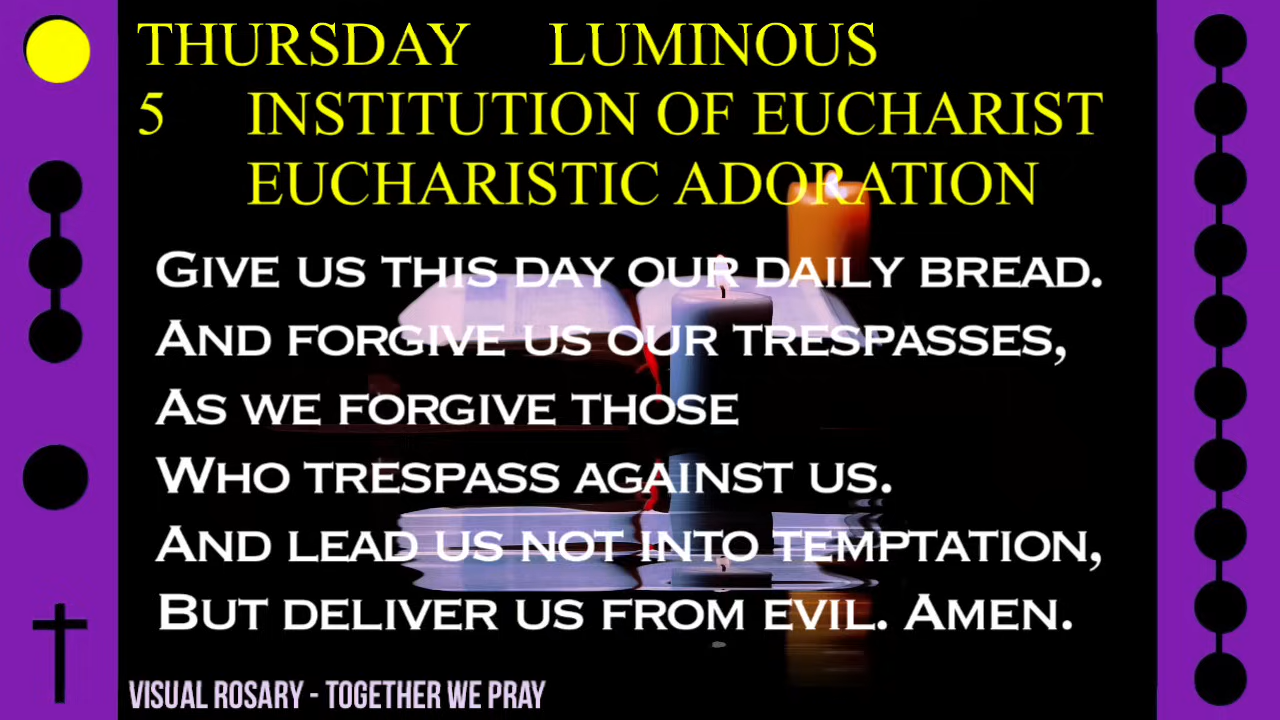 THURSDAY LUMINOUS
5 INSTITUTION OF EUCHARIST
EUCHARISTIC ADORATION
GIVE US THIS DAY OUR DAILY BREAD.
AND FORGIVE US OUR TRESPASSES,
AS WE FORGIVE THOSE
WHO TRESPASS AGAINST US.
AND LEAD US NOT INTO TEMPTATION,
BUT DELIVER US FROM EVIL. AMEN.
VISUAL ROSARY - TOGETHER WE PRAY